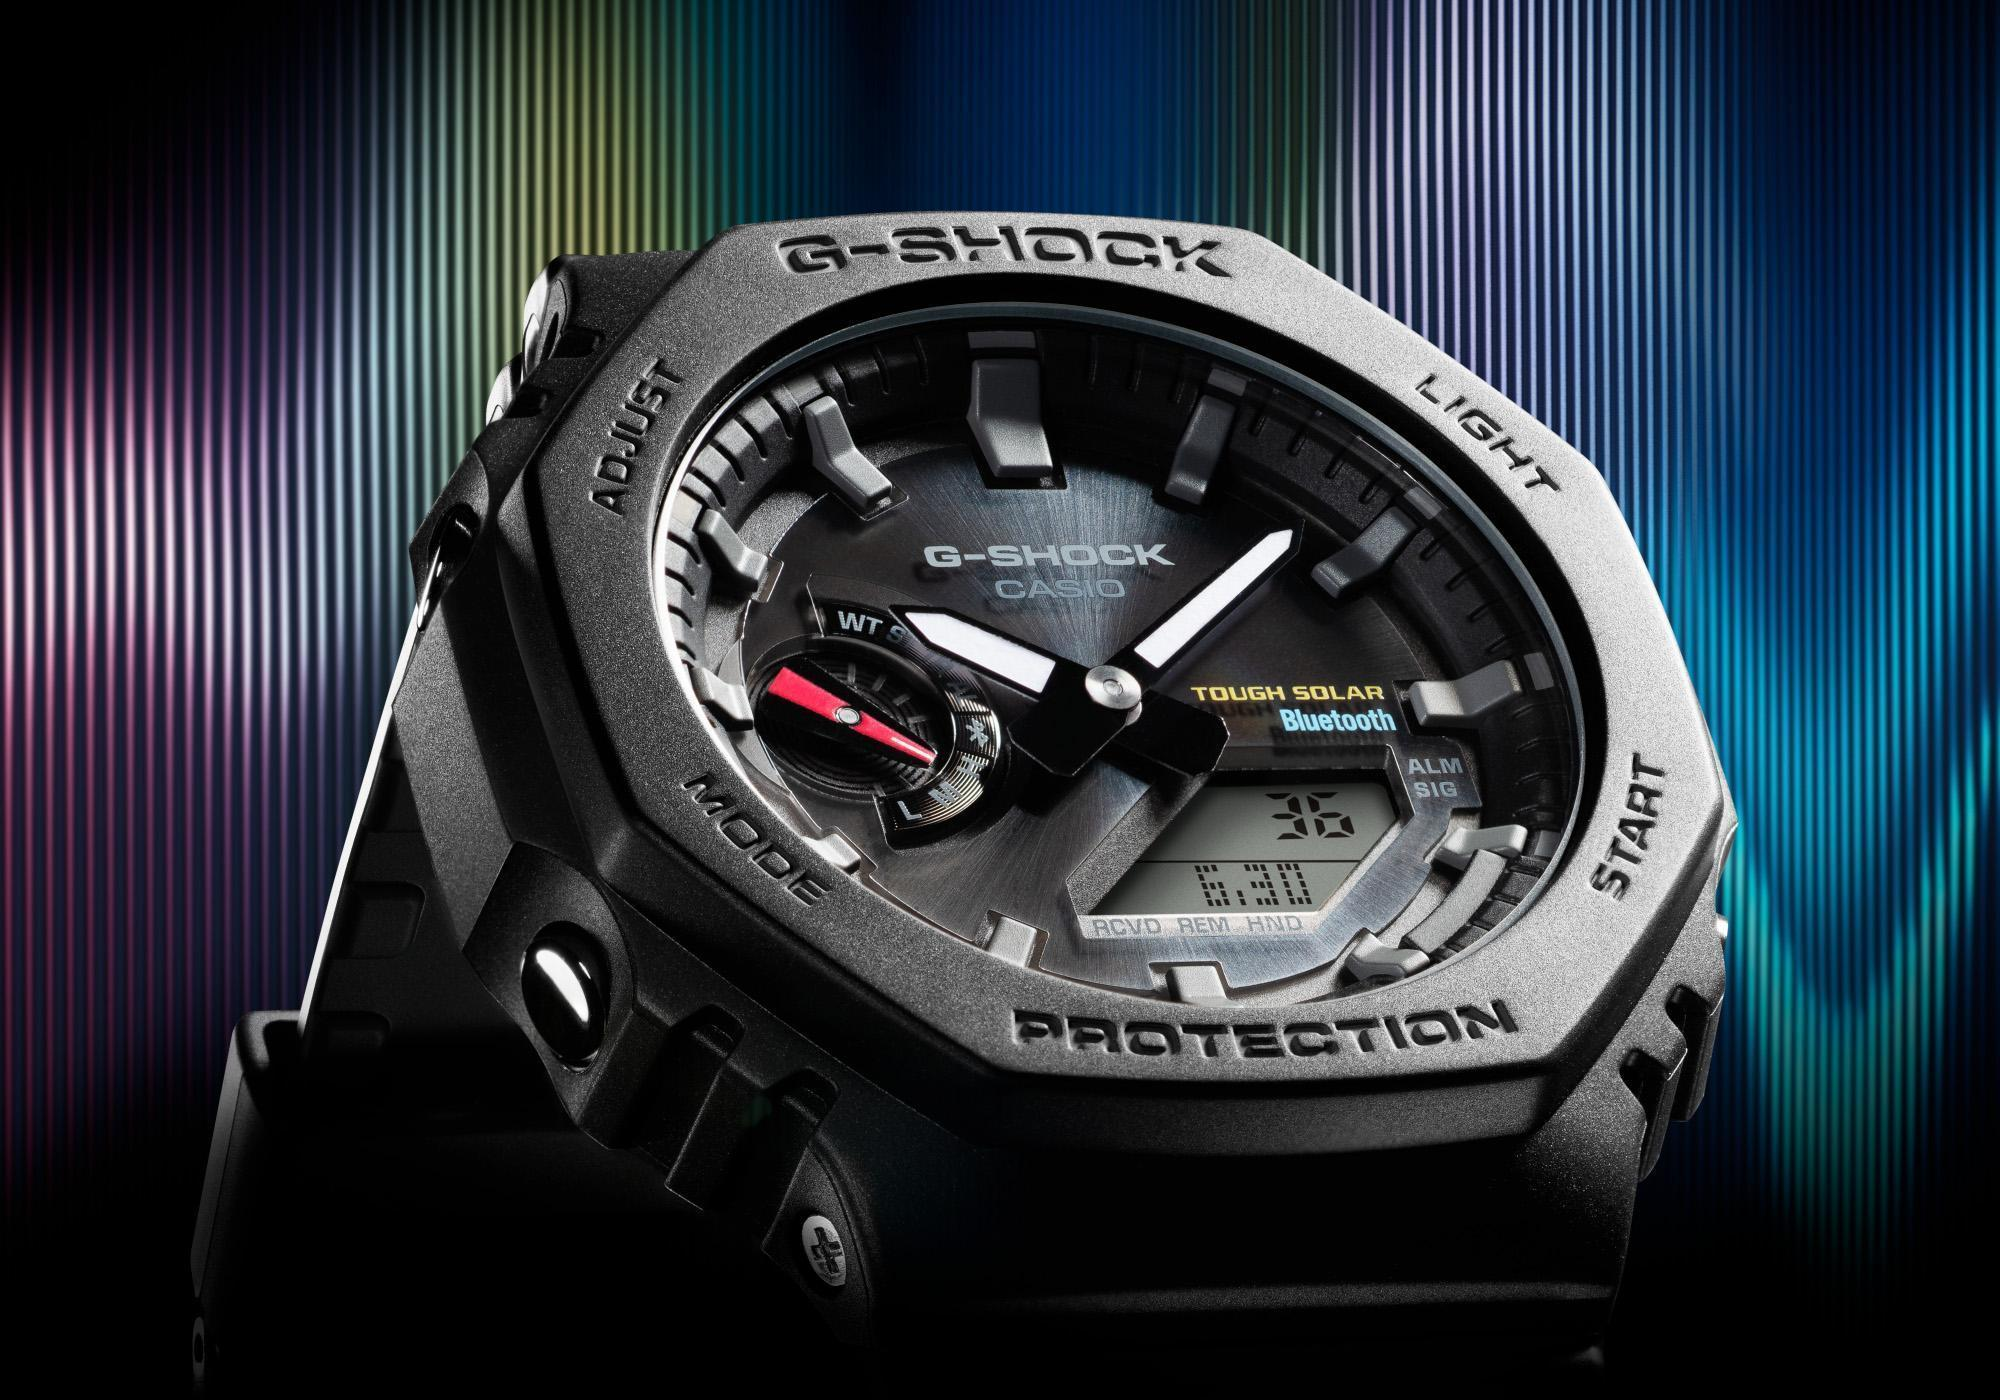 G-SHOCK
ADJUST
LIGHT
G-SHOCK
CASIO
WT S
TOUGH SOLAR
Bluetooth
ALM
SIG
36
6.30
L
RCVD REM HND
MODE
START
PROTECTION